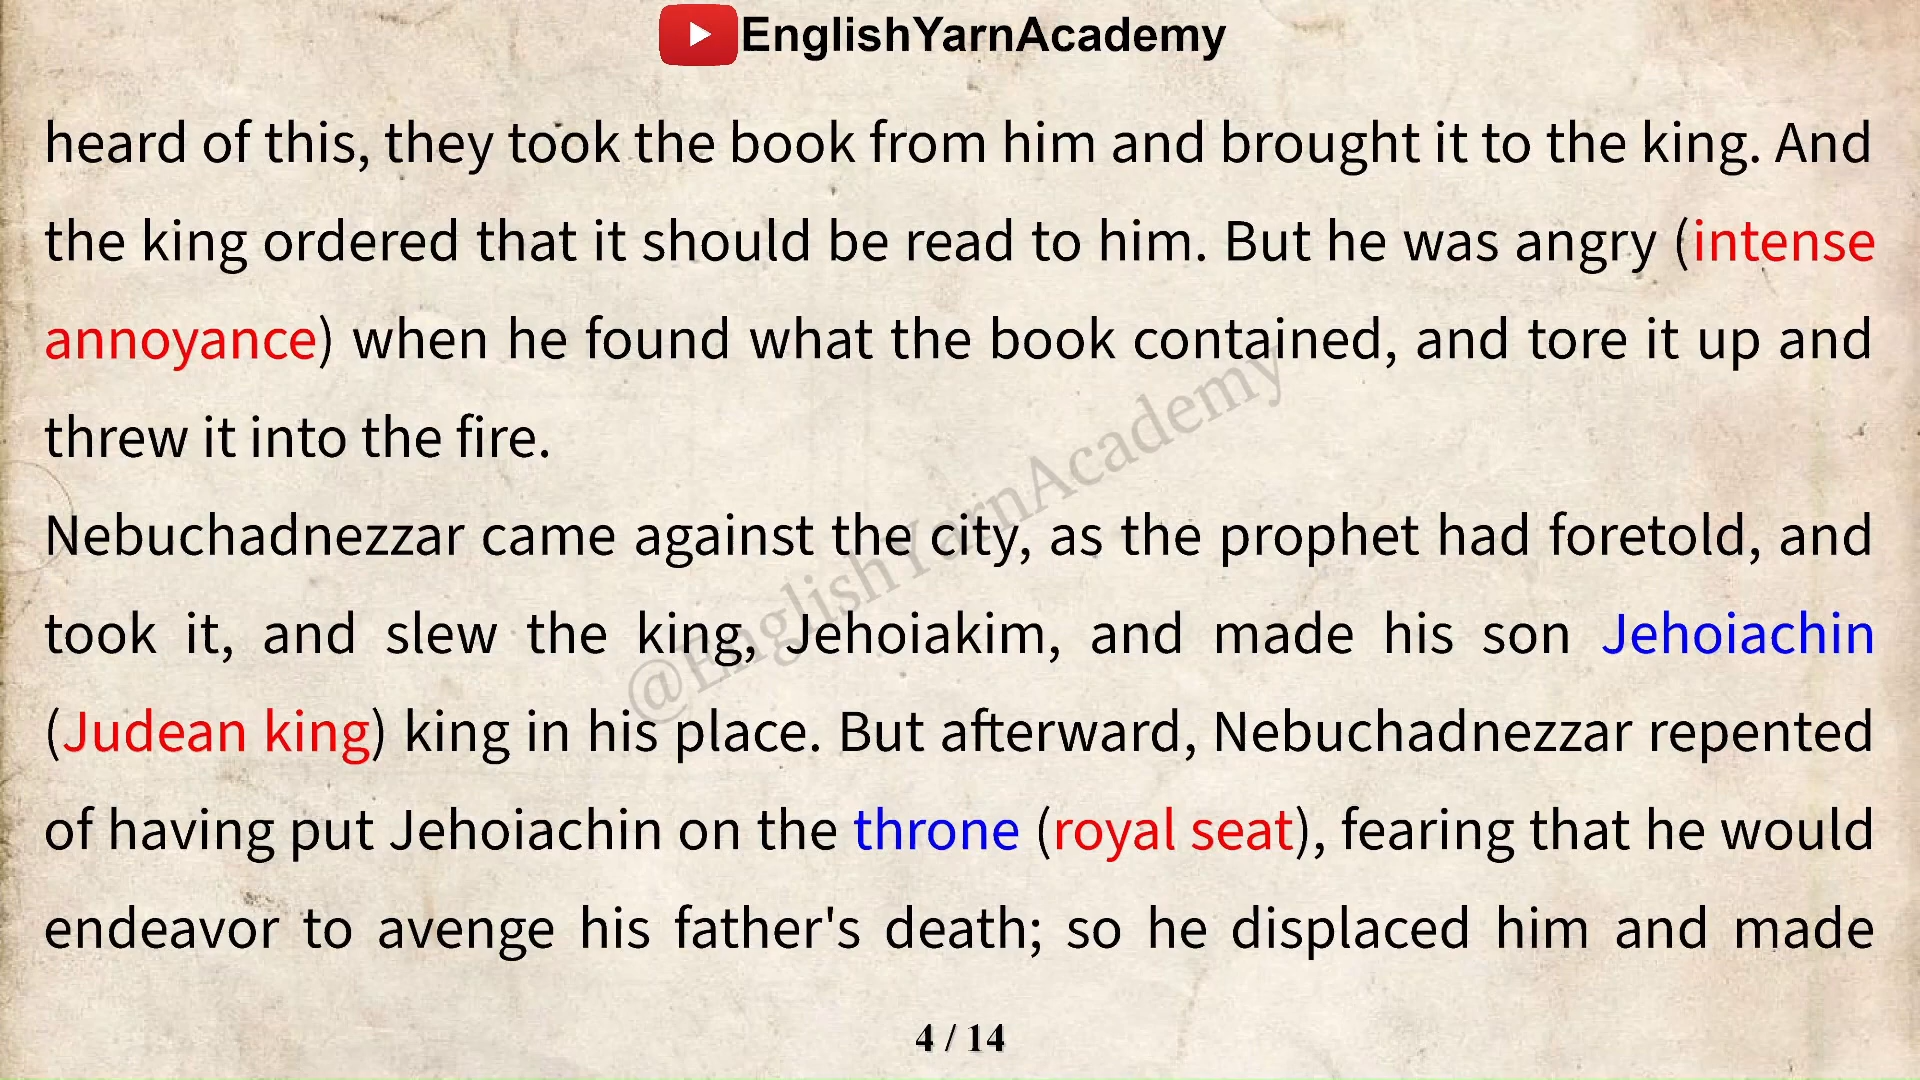 EnglishYarnAcademy
heard of this, they took the book from him and brought it to the king. And
the king ordered that it should be read to him. But he was angry (intense
annoyance) when he found what the book contained, and tore it up and
threw it into the fire.
Nebuchadnezzar came against the city, as the prophet had foretold, and
took it, and slew the king, Jehoiakim, and made his son Jehoiachin
(Judean king) king in his place. But afterward, Nebuchadnezzar repented
of having put Jehoiachin on the throne (royal seat), fearing that he would
endeavor to avenge his father's death; so he displaced him and made
@EnglishYarnAcademy
4 / 14